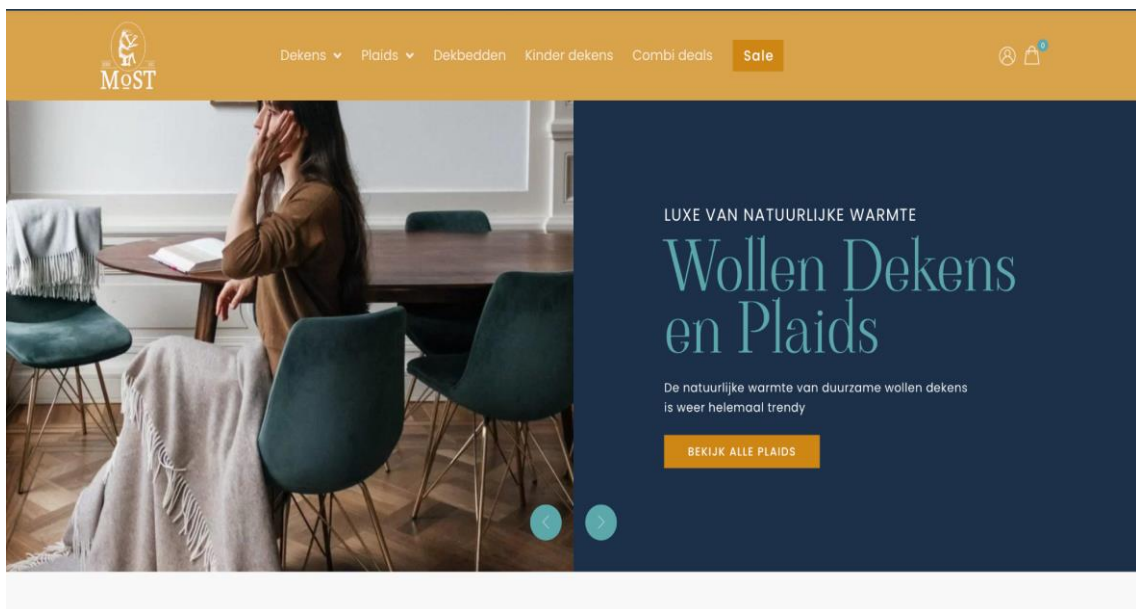 MoST
Dekens Plaids Dekbedden Kinder dekens Combi deals Sale
0
LUXE VAN NATUURLIJKE WARMTE
Wollen Dekens
en Plaids
De natuurlijke warmte van duurzame wollen dekens
is weer helemaal trendy
BEKIJK ALLE PLAIDS